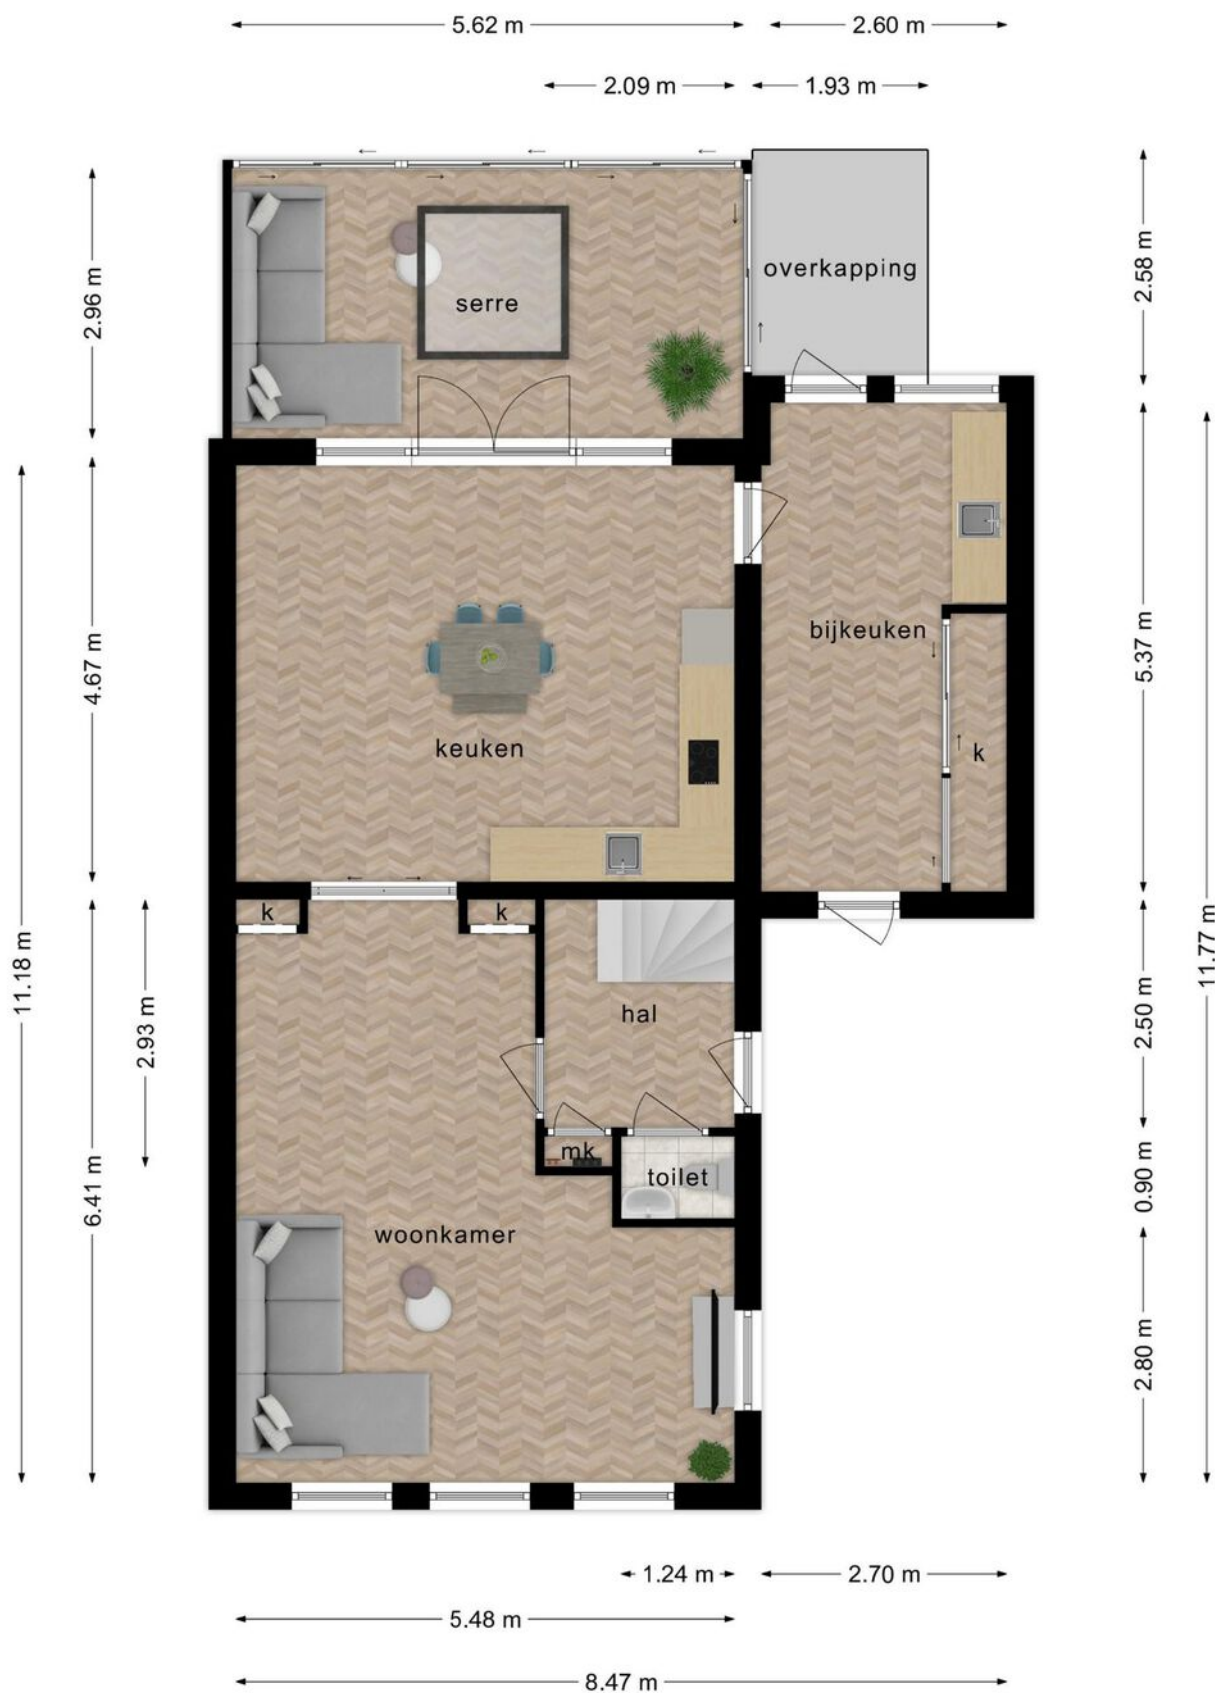 5.62 m
2.60 m
2.09 m
1.93 m
overkapping
2.58 m
2.96 m
serre
4.67 m
bijkeuken
5.37 m
keuken
k
k
k
11.18 m
11.77 m
2.93 m
hal
2.50 m
mk
toilet
0.90 m
6.41 m
woonkamer
2.80 m
1.24 m
2.70 m
5.48 m
8.47 m